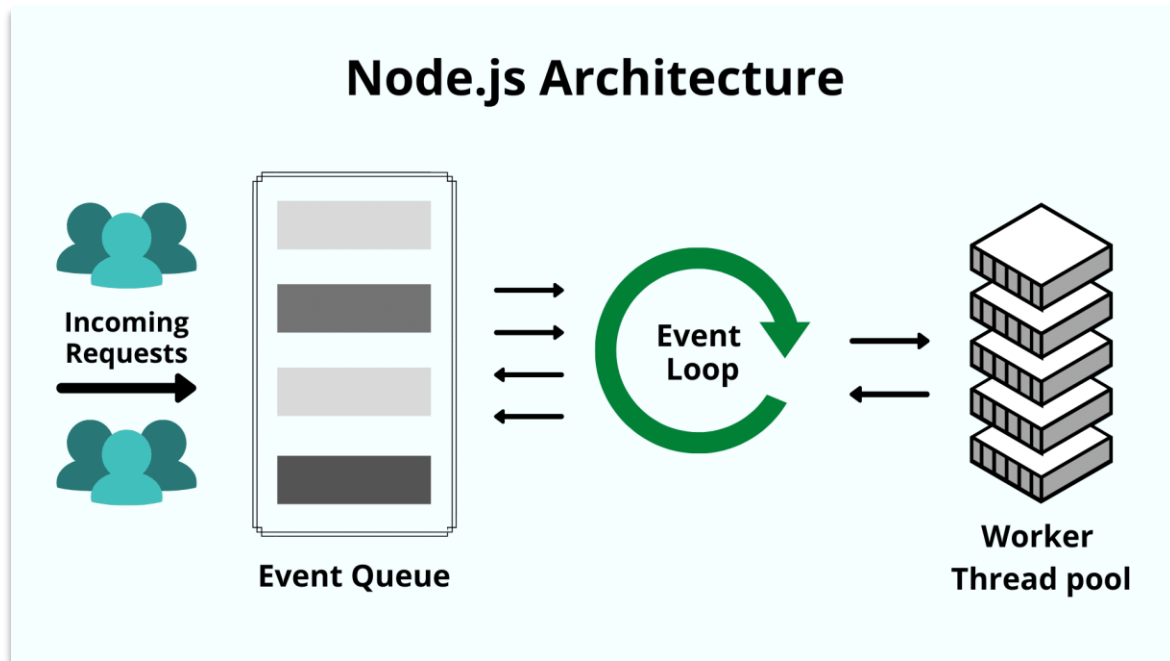 Node.js Architecture
Incoming
Requests
Event Queue
Event
Loop
Worker
Thread pool